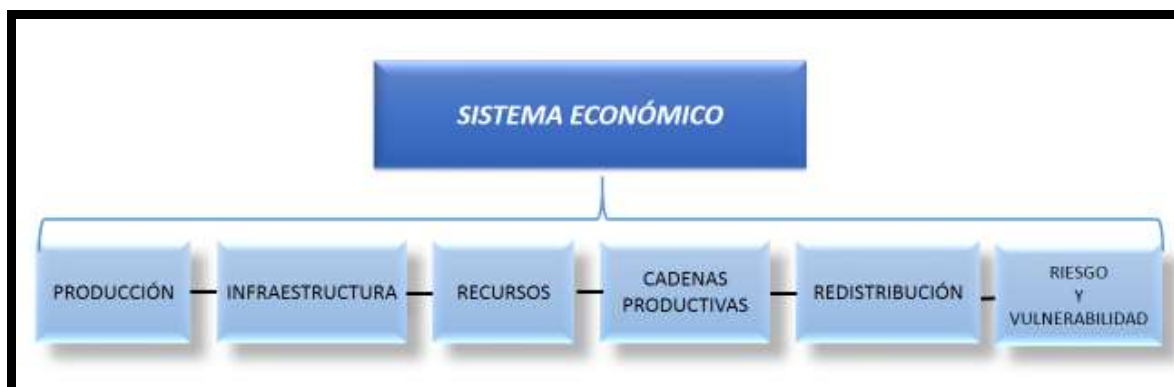 SISTEMA ECONÓMICO
PRODUCCIÓN
INFRAESTRUCTURA
RECURSOS
CADENAS
PRODUCTIVAS
REDISTRIBUCIÓN
RIESGO
Y
VULNERABILIDAD